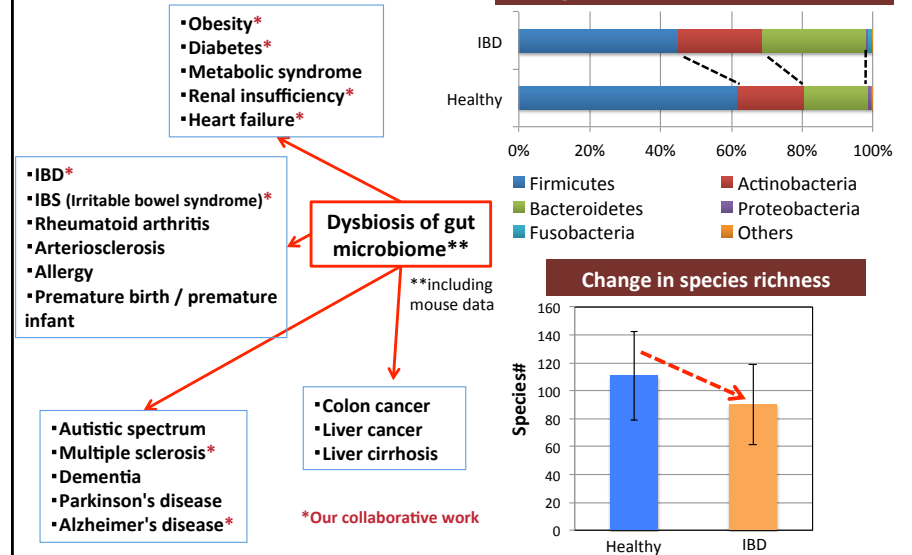 ▪Obesity*
▪Diabetes*
▪Metabolic syndrome
▪Renal insufficiency*
▪Heart failure*
▪IBD*
▪IBS (Irritable bowel syndrome)*
▪Rheumatoid arthritis
▪Arteriosclerosis
▪Allergy
▪Premature birth / premature
infant
Dysbiosis of gut
microbiome**
**including
mouse data
▪Autistic spectrum
▪Multiple sclerosis*
▪Dementia
▪Parkinson's disease
▪Alzheimer's disease*
▪Colon cancer
▪Liver cancer
▪Liver cirrhosis
*Our collaborative work
IBD
Healthy
0% 20% 40% 60% 80% 100%
Firmicutes Actinobacteria
Bacteroidetes Proteobacteria
Fusobacteria Others
Change in species richness
Species#
160
140
120
100
80
60
40
20
0
Healthy IBD